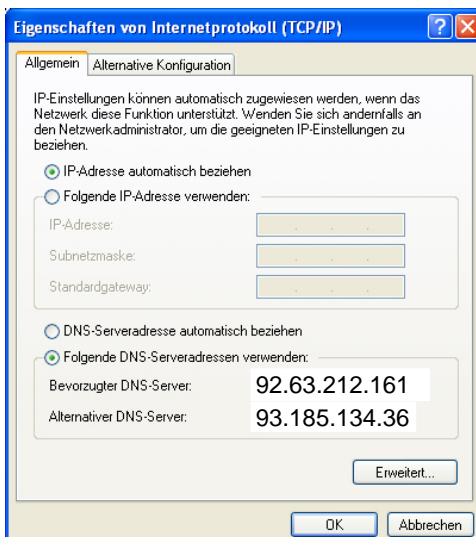 Eigenschaften von Internetprotokoll (TCP/IP)
Allgemein
Alternative Konfiguration
IP-Einstellungen können automatisch zugewiesen werden, wenn das
Netzwerk diese Funktion unterstützt. Wenden Sie sich andernfalls an
den Netzwerkadministrator, um die geeigneten IP-Einstellungen zu
beziehen.
IP-Adresse automatisch beziehen
Folgende IP-Adresse verwenden:
IP-Adresse:
Subnetzmaske:
Standardgateway:
DNS-Serveradresse automatisch beziehen
Folgende DNS-Serveradressen verwenden:
Bevorzugter DNS-Server: 92.63.212.161
Alternativer DNS-Server: 93.185.134.36
Erweitert...
OK
Abbrechen